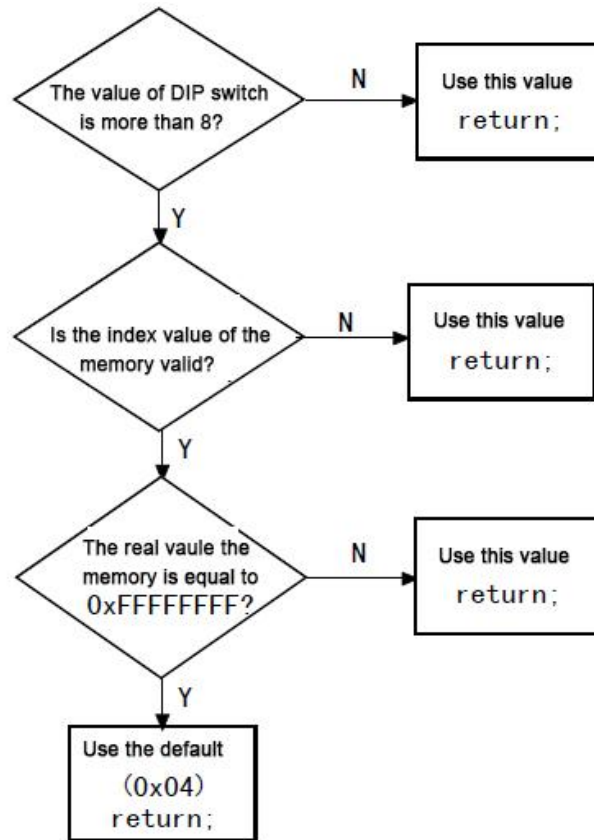 The value of DIP switch
is more than 8?
N
Use this value
return;
Y
Is the index value of the
memory valid?
N
Use this value
return;
Y
The real vaule the
memory is equal to
0xFFFFFFFF?
N
Use this value
return;
Y
Use the default
(0x04)
return;